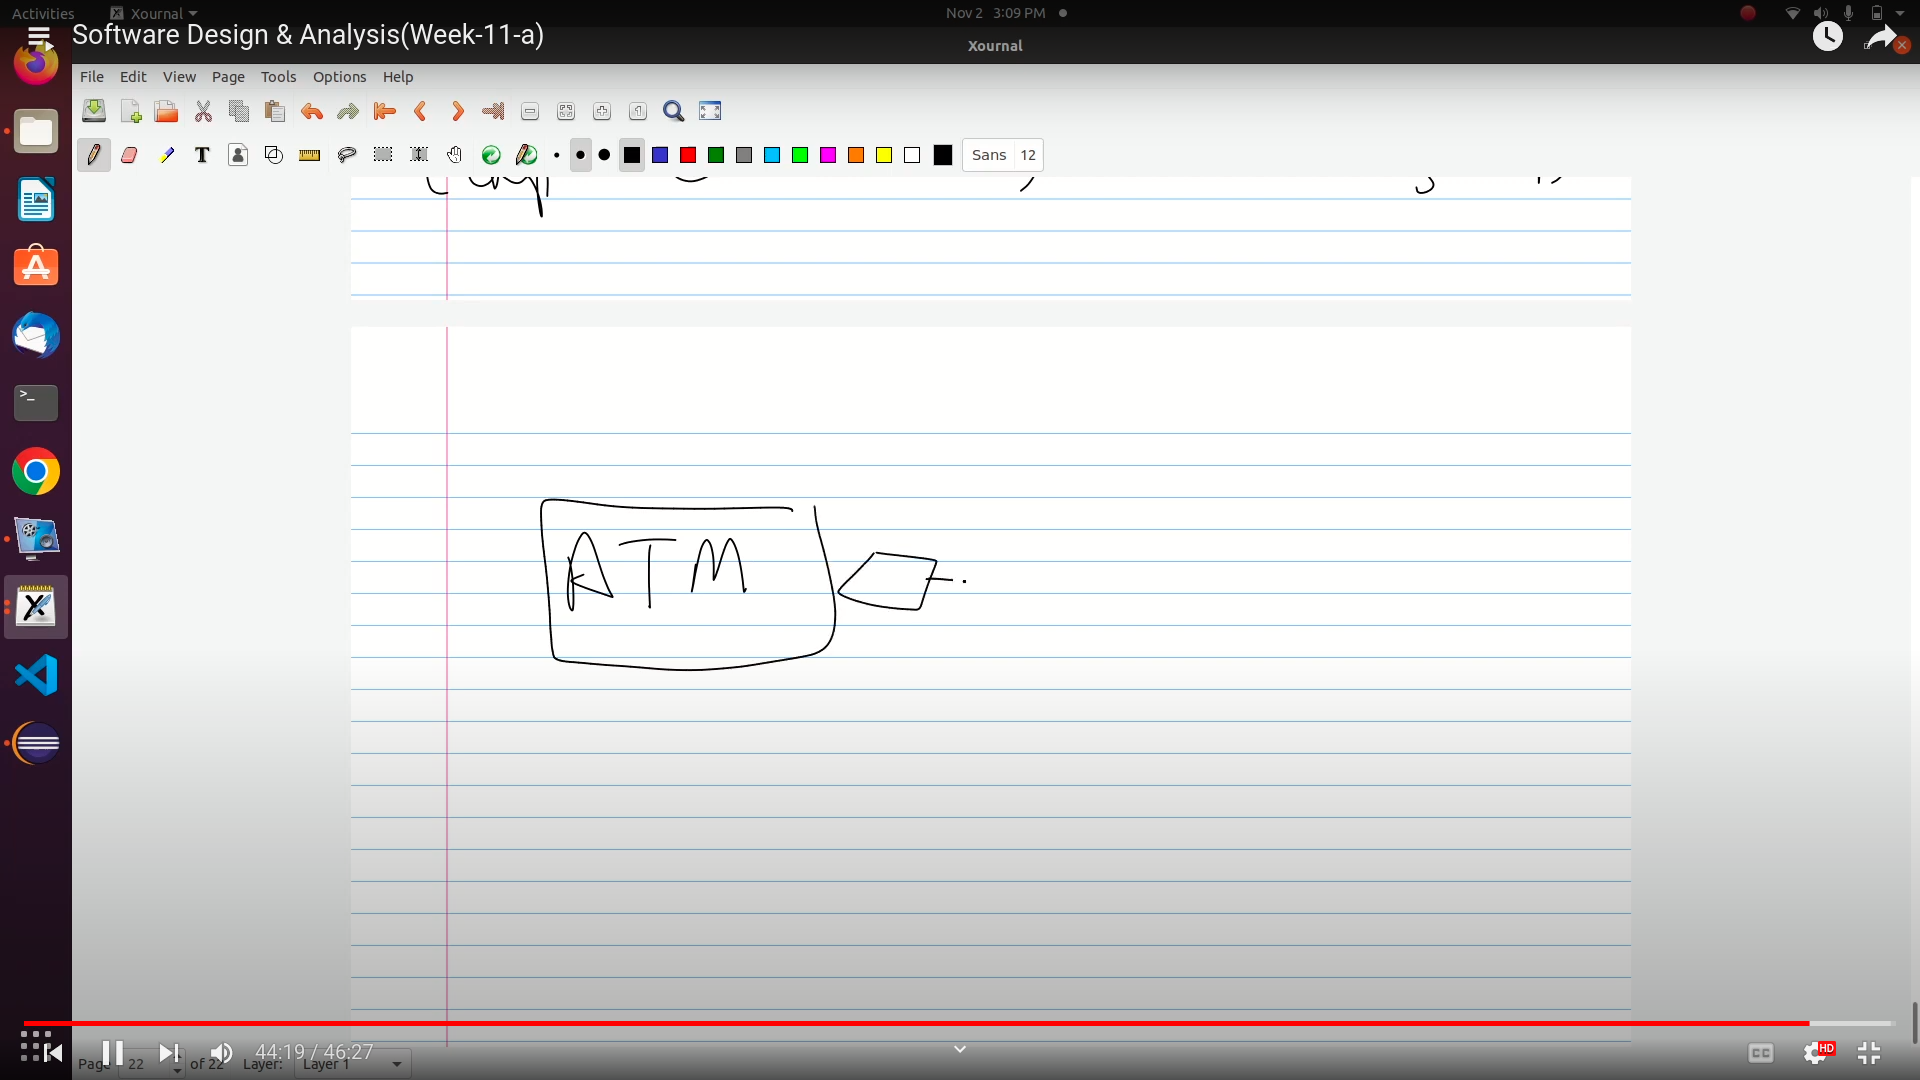 Activities Xournal Nov 2 3:09 PM
Software Design & Analysis(Week-11-a)
Xournal
File Edit View Page Tools Options Help
Sans 12
ATM
44:19 / 46:27
CC HD
Page 22 of 22 Layer: Layer 1